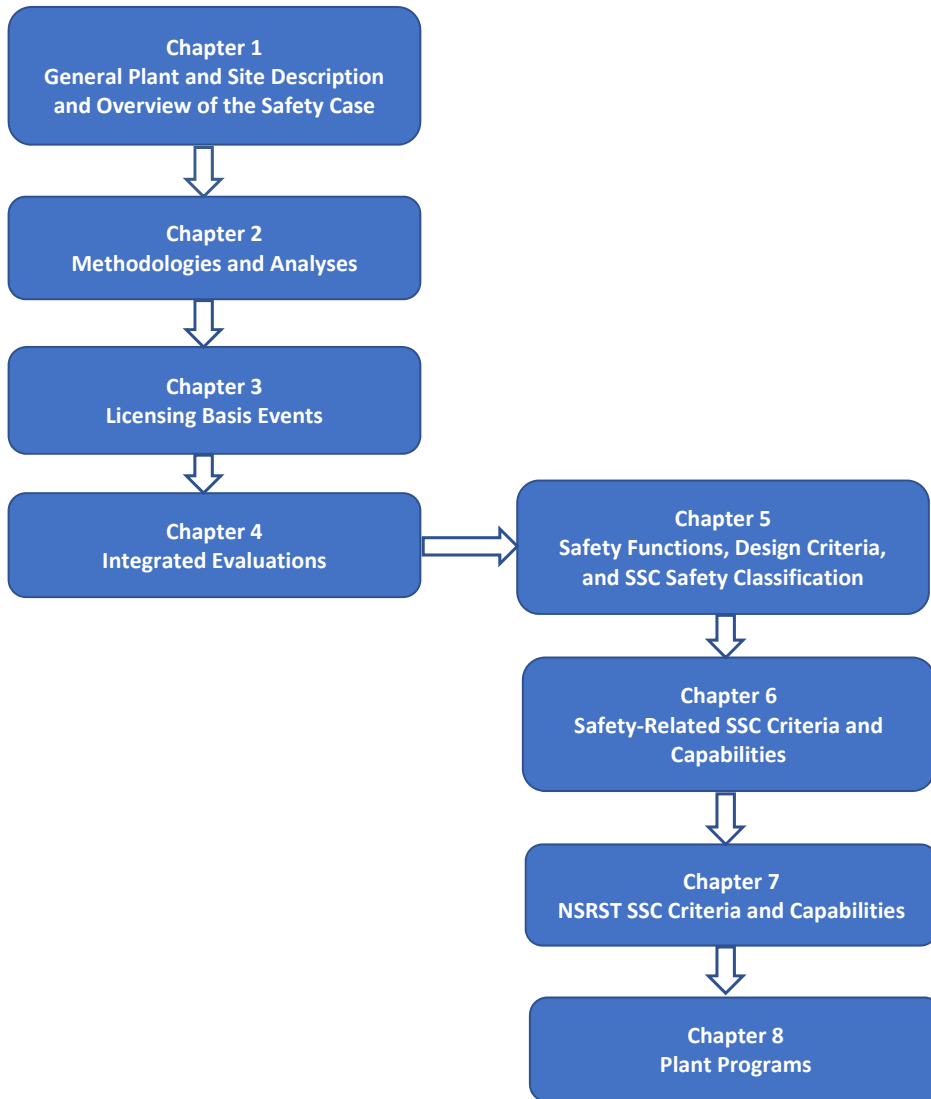 Chapter 1
General Plant and Site Description
and Overview of the Safety Case
Chapter 2
Methodologies and Analyses
Chapter 3
Licensing Basis Events
Chapter 4
Integrated Evaluations
Chapter 5
Safety Functions, Design Criteria,
and SSC Safety Classification
Chapter 6
Safety-Related SSC Criteria and
Capabilities
Chapter 7
NSRST SSC Criteria and Capabilities
Chapter 8
Plant Programs